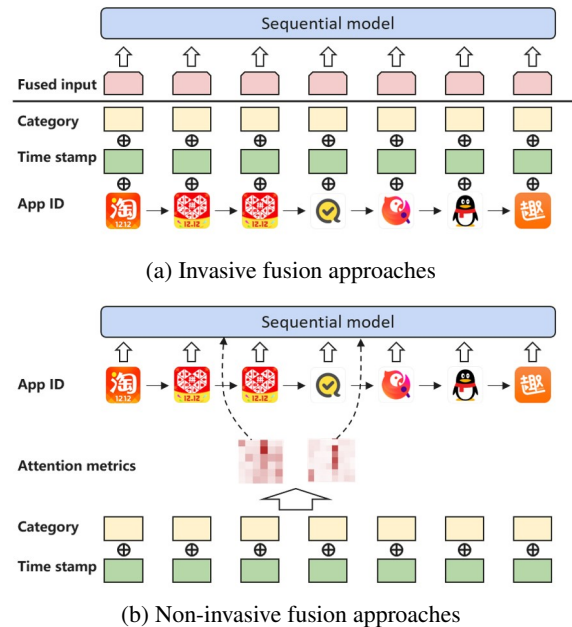 Sequential model
Fused input
Category
Time stamp
App ID
淘 12.12 12.12 12.12 趣
(a) Invasive fusion approaches
Sequential model
App ID
淘 12.12 12.12 12.12 趣
Attention metrics
Category
Time stamp
(b) Non-invasive fusion approaches